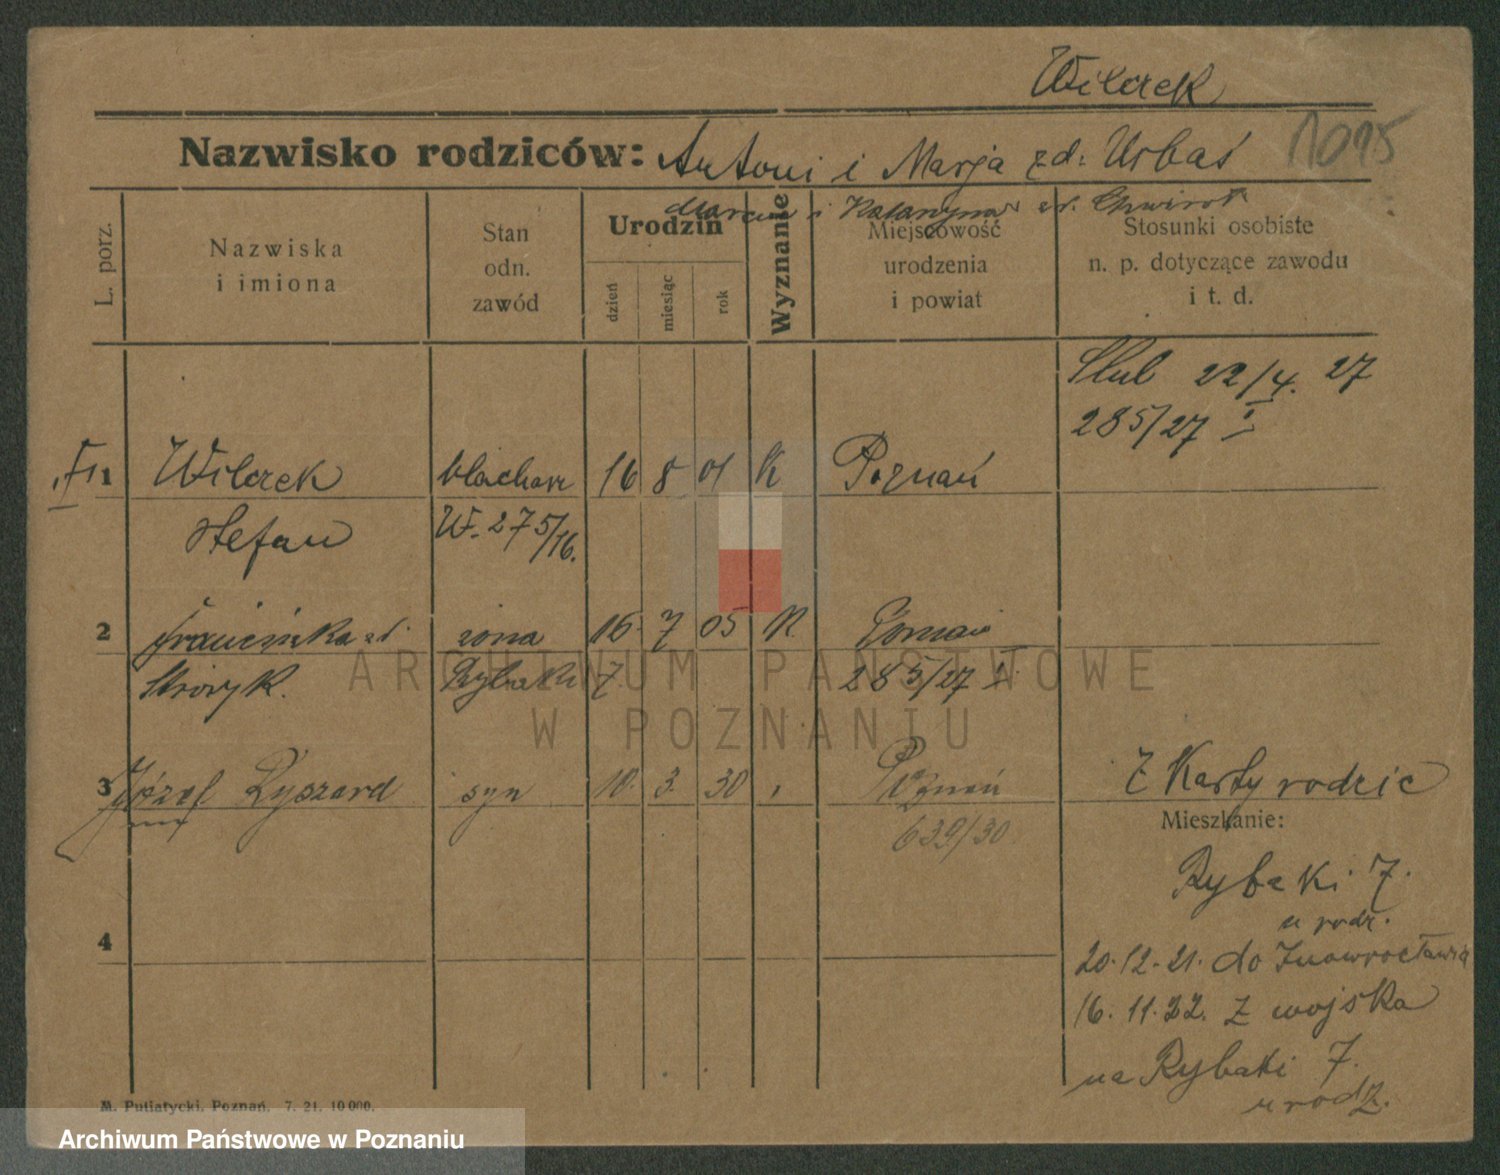 Wilczek
Nazwisko rodziców: Antoni i Marja zd. Urbaś 1095
Marcin i Katarzyna zd.
L. porz.
Nazwiska i imiona
Stan odn. zawód
Urodzin
dzień
miesiąc
rok
Wyznanie
Miejscowość urodzenia i powiat
Stosunki osobiste n. p. dotyczące zawodu i t. d.
Ślub 22/4. 27
285/27 I
1 Wilczek blacharz 16 8 01 K Poznań
Stefan W. 275/16.
2 Franciszka zd. żona 16. 7 05 K. Poznań
Rybaki 7 285/27 I.
3 Józef Ryszard syn 10. 3. 30 Poznań Z Karty rodzic
639/30
Mieszkanie:
Rybaki 7.
u rodz.
4
20.12.21. do Inowrocławia
16.11.22. z wojska
na Rybaki 7.
u rodz.
M. Putiatycki, Poznań, 7. 21. 10 000.
ARCHIWUM PAŃSTWOWE
W POZNANIU
Archiwum Państwowe w Poznaniu